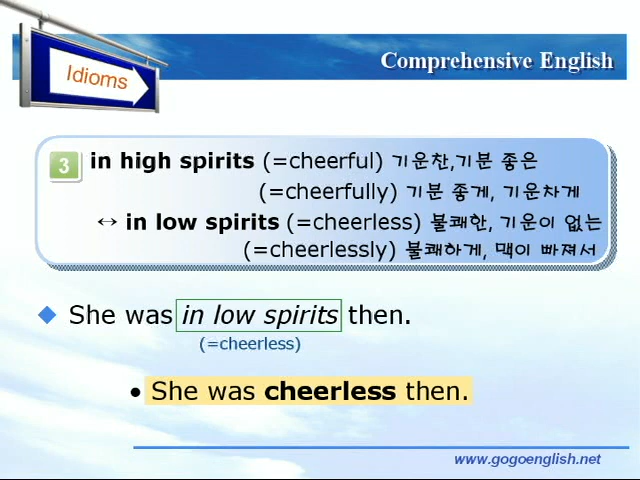 Comprehensive English
Idioms
3 in high spirits (=cheerful) 기운찬,기분 좋은
(=cheerfully) 기분 좋게, 기운차게
↔ in low spirits (=cheerless) 불쾌한, 기운이 없는
(=cheerlessly) 불쾌하게, 맥이 빠져서
◆ She was in low spirits then.
(=cheerless)
• She was cheerless then.
www.gogoenglish.net